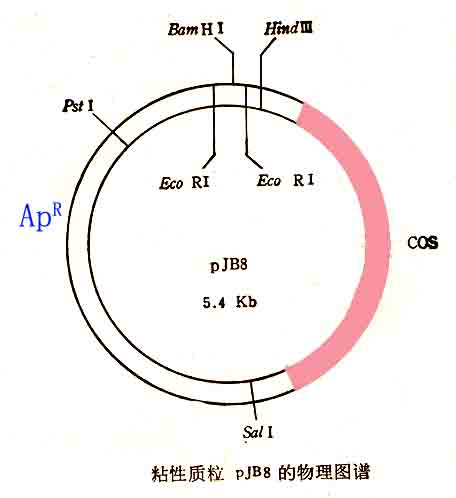 BamHI HindIII
PstI
EcoRI EcoRI
ApR
COS
pJB8
5.4 Kb
SalI
粘性质粒 pJB8 的物理图谱